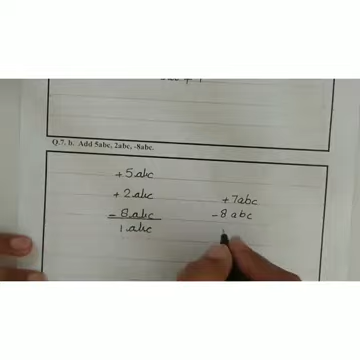 Q.7. b. Add 5abc, 2abc, -8abc.
+5abc
+2abc
+7abc
- 8abc
- 8abc
1abc